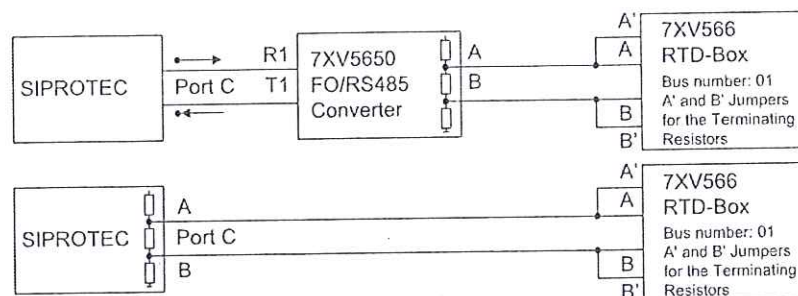 A'
7XV566
R1
7XV5650
A
A
RTD-Box
SIPROTEC
Port C
T1
FO/RS485
B
Bus number: 01
Converter
A' and B' Jumpers
B
for the Terminating
B'
Resistors
A'
7XV566
A
A
RTD-Box
SIPROTEC
Port C
Bus number: 01
A' and B' Jumpers
B
B
for the Terminating
B'
Resistors